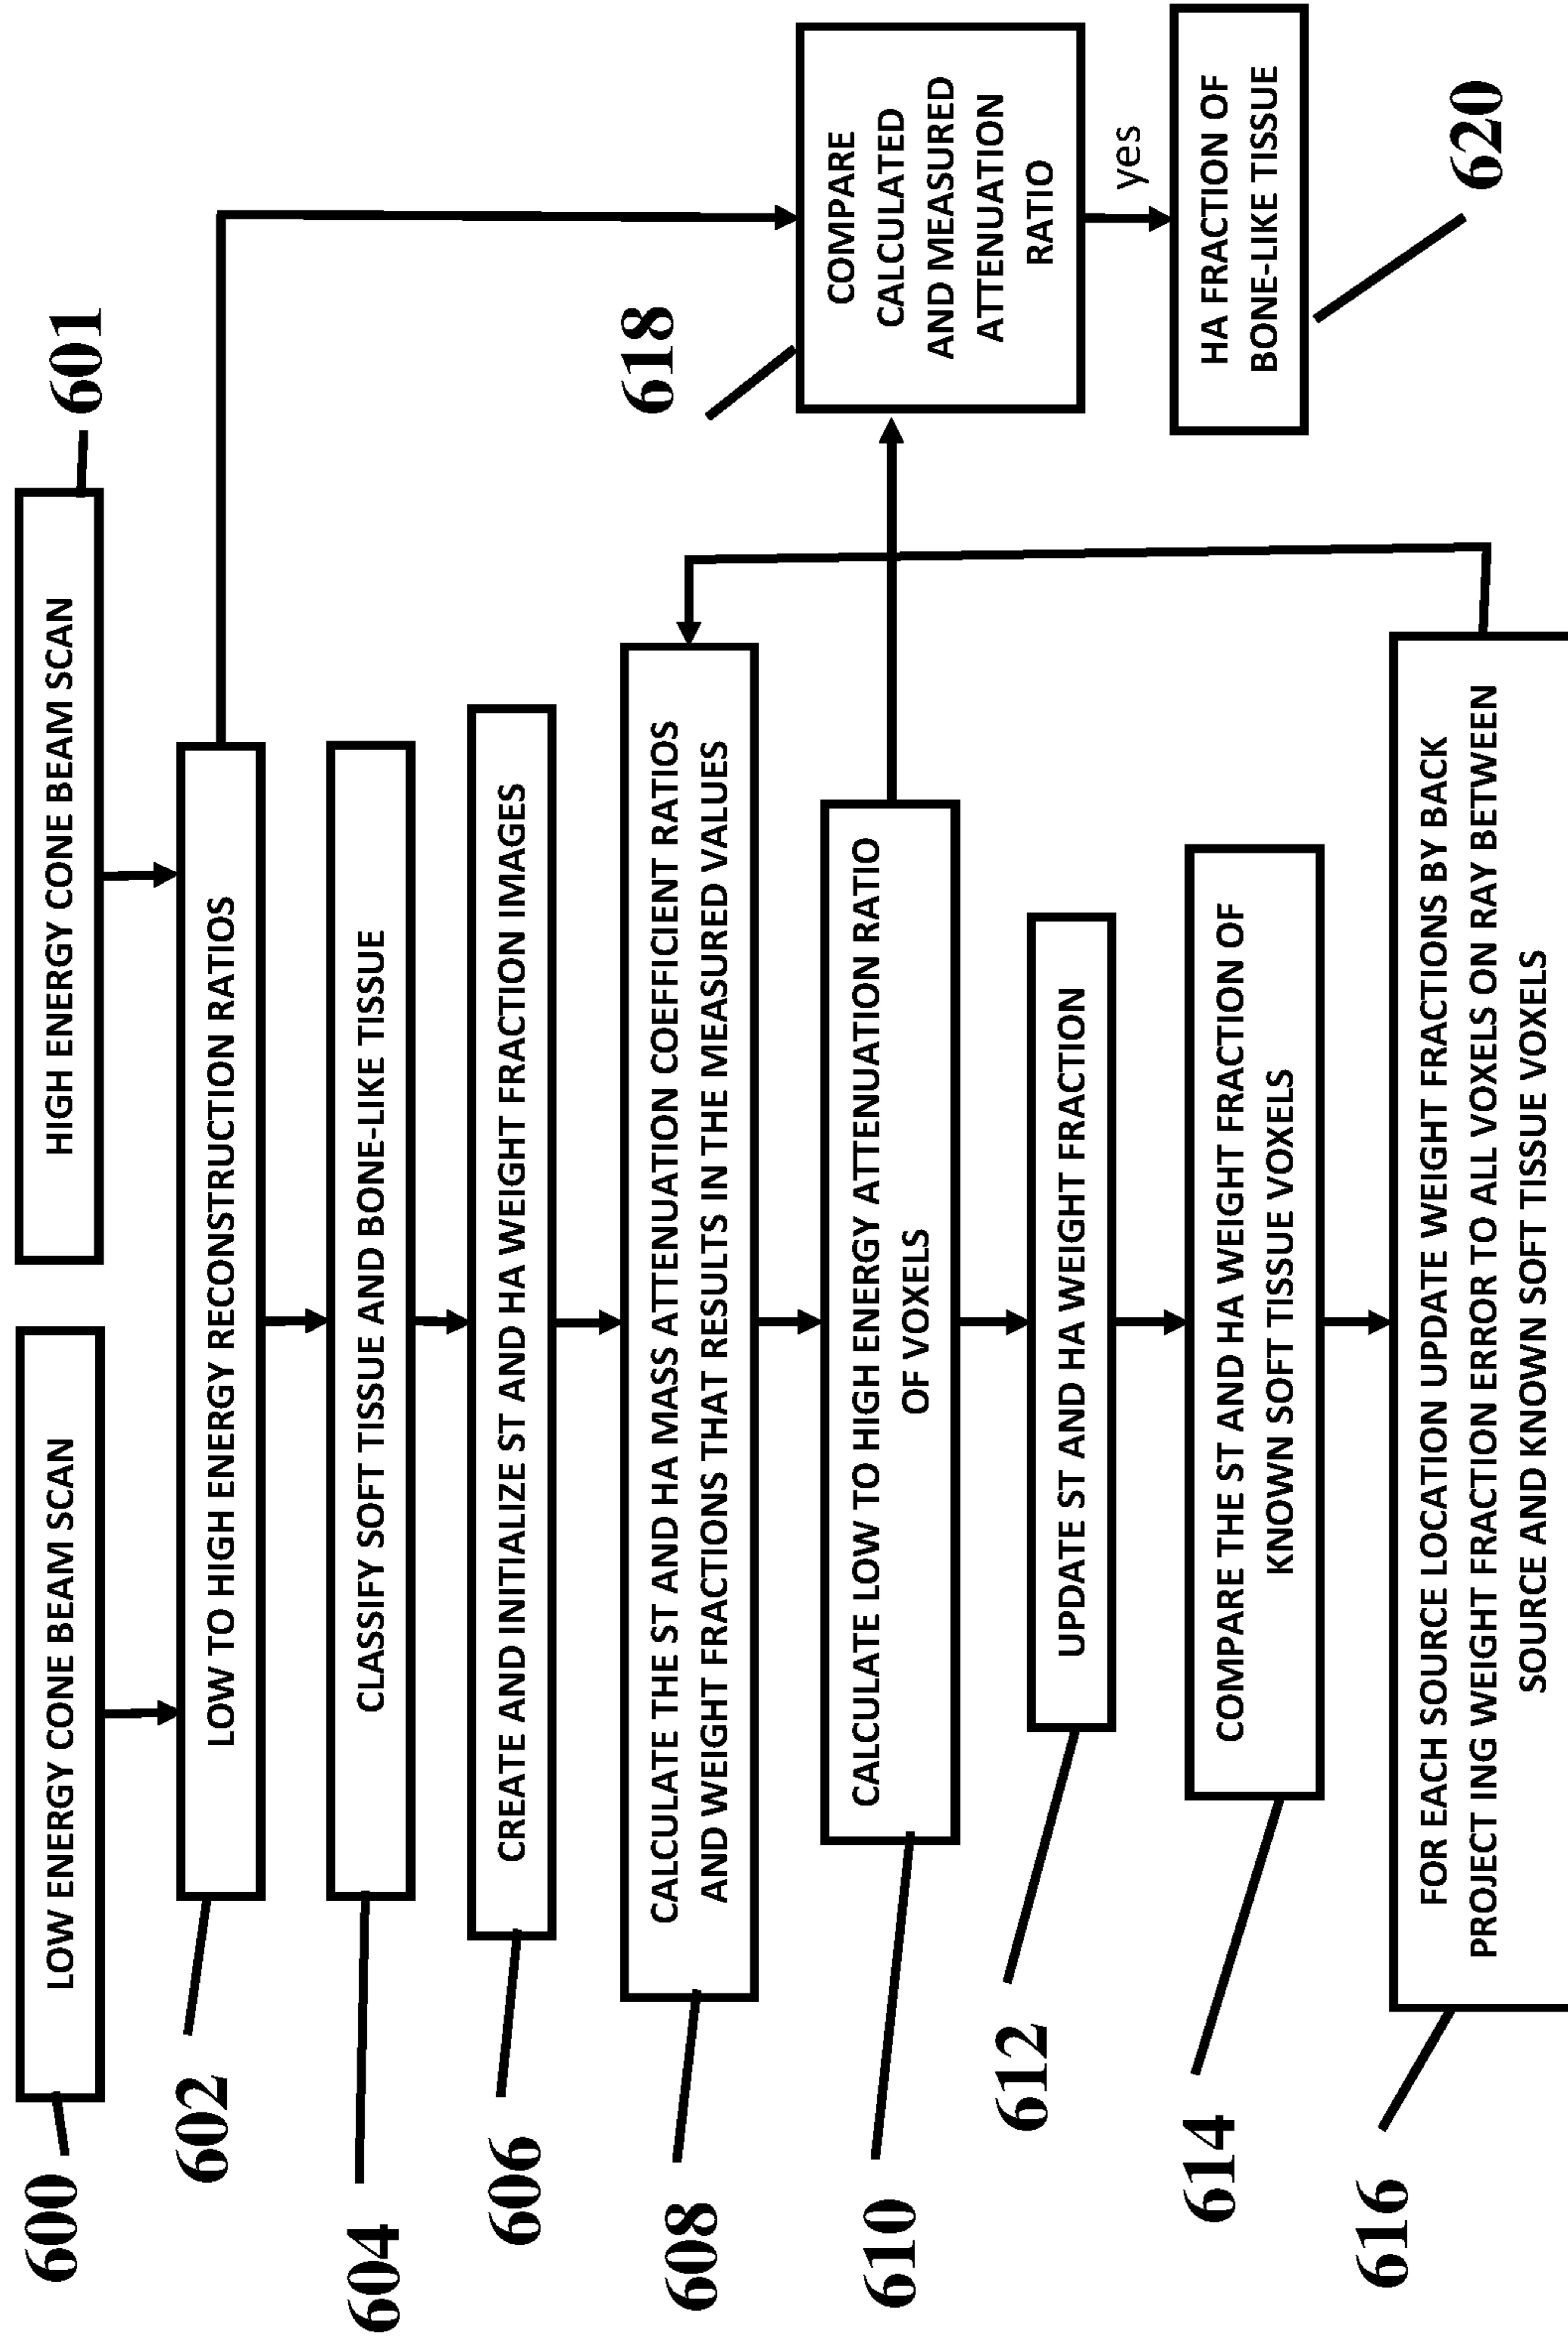 600
LOW ENERGY CONE BEAM SCAN
HIGH ENERGY CONE BEAM SCAN
601
602
LOW TO HIGH ENERGY RECONSTRUCTION RATIOS
604
CLASSIFY SOFT TISSUE AND BONE-LIKE TISSUE
606
CREATE AND INITIALIZE ST AND HA WEIGHT FRACTION IMAGES
608
CALCULATE THE ST AND HA MASS ATTENUATION COEFFICIENT RATIOS
AND WEIGHT FRACTIONS THAT RESULTS IN THE MEASURED VALUES
610
CALCULATE LOW TO HIGH ENERGY ATTENUATION RATIO
OF VOXELS
612
UPDATE ST AND HA WEIGHT FRACTION
614
COMPARE THE ST AND HA WEIGHT FRACTION OF
KNOWN SOFT TISSUE VOXELS
616
FOR EACH SOURCE LOCATION UPDATE WEIGHT FRACTIONS BY BACK
PROJECT ING WEIGHT FRACTION ERROR TO ALL VOXELS ON RAY BETWEEN
SOURCE AND KNOWN SOFT TISSUE VOXELS
618
COMPARE
CALCULATED
AND MEASURED
ATTENUATION
RATIO
yes
HA FRACTION OF
BONE-LIKE TISSUE
620